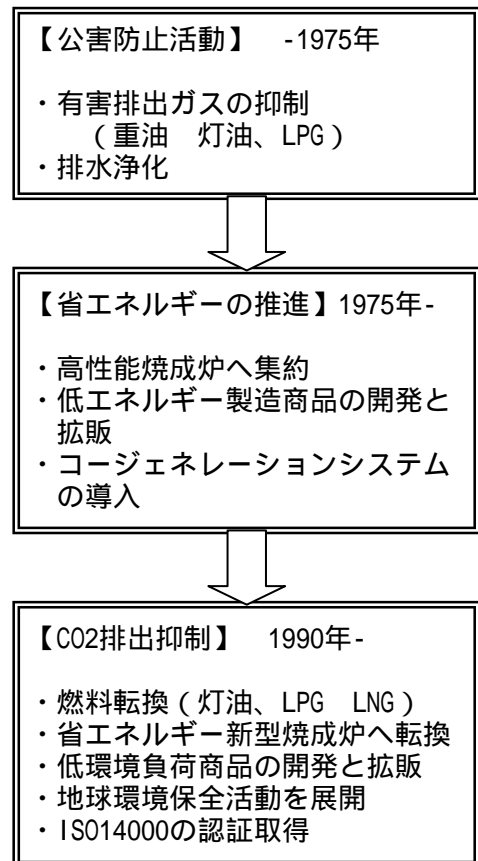 【公害防止活動】　-1975年
・有害排出ガスの抑制
（重油　灯油、LPG）
・排水浄化
【省エネルギーの推進】1975年-
・高性能焼成炉へ集約
・低エネルギー製造商品の開発と
拡販
・コージェネレーションシステム
の導入
【CO2排出抑制】　1990年-
・燃料転換（灯油、LPG　LNG）
・省エネルギー新型焼成炉へ転換
・低環境負荷商品の開発と拡販
・地球環境保全活動を展開
・ISO14000の認証取得